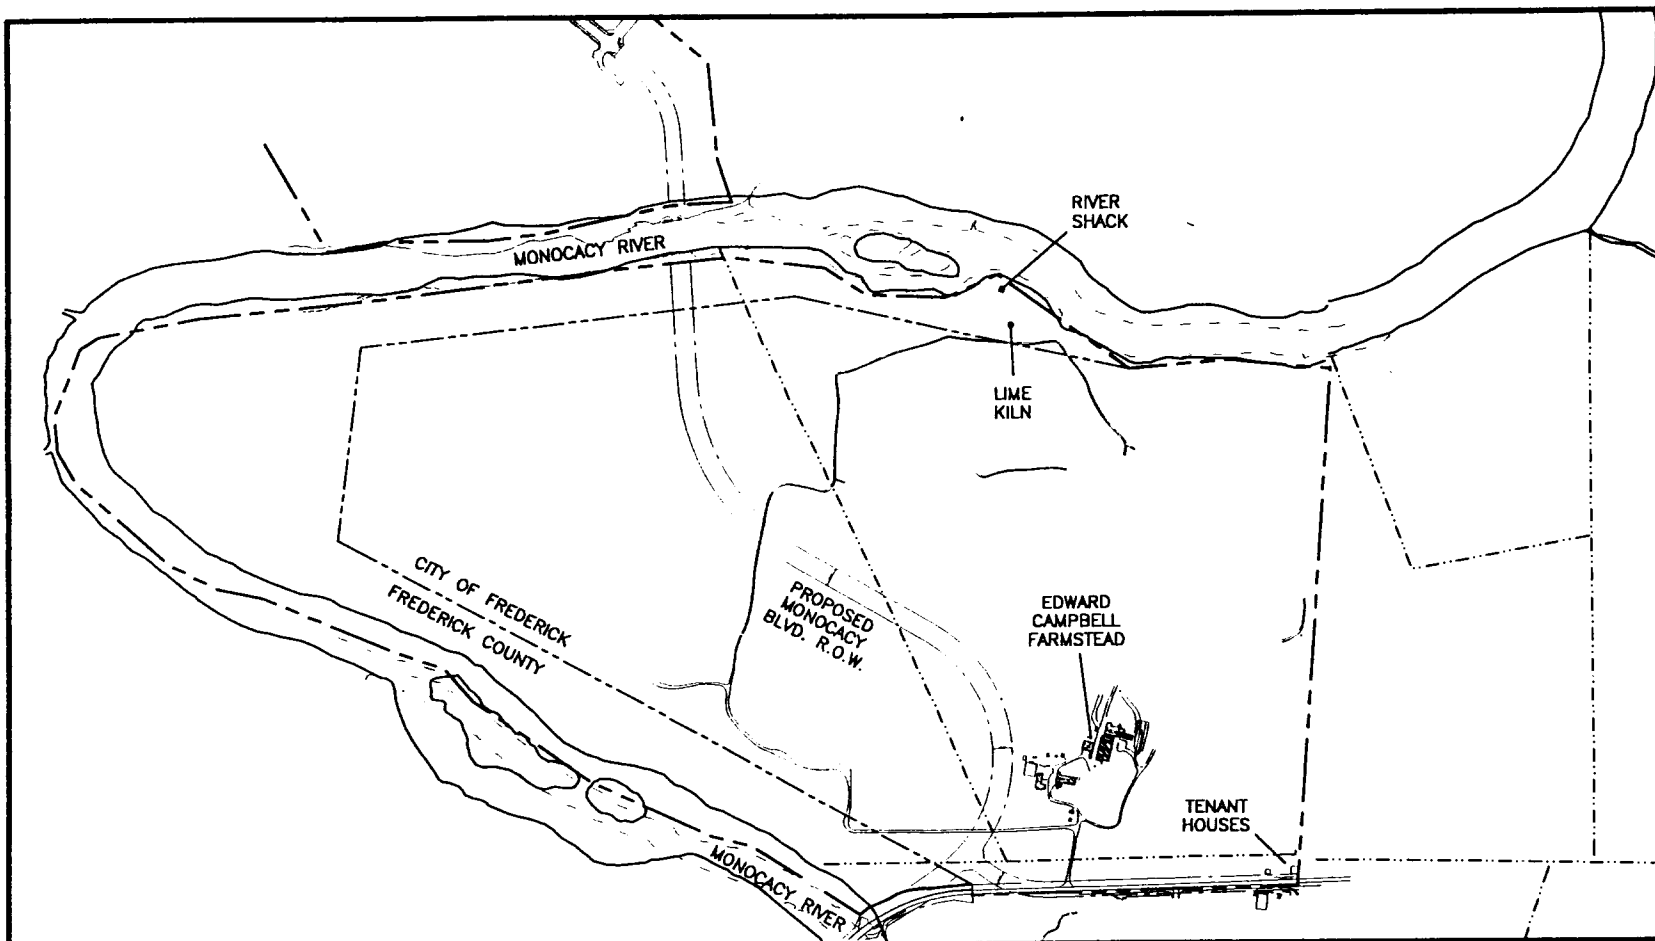 RIVER
SHACK
MONOCACY RIVER
LIME
KILN
CITY OF FREDERICK
FREDERICK COUNTY
PROPOSED
MONOCACY
BLVD. R.O.W.
EDWARD
CAMPBELL
FARMSTEAD
TENANT
HOUSES
MONOCACY RIVER